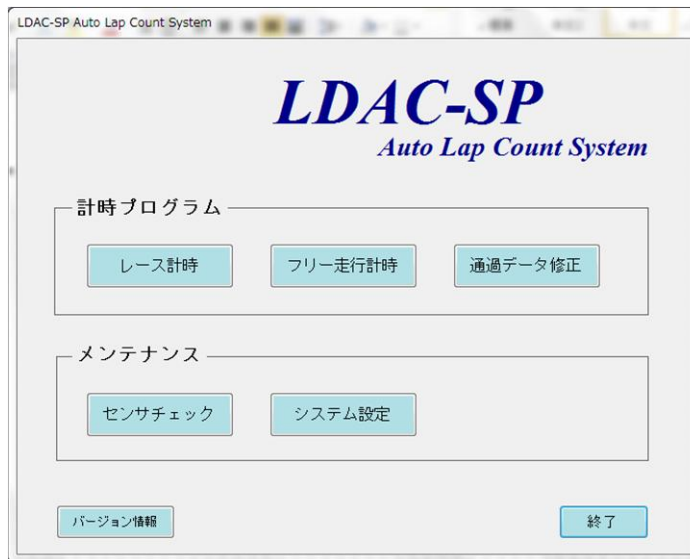 LDAC-SP Auto Lap Count System
LDAC-SP
Auto Lap Count System
計時プログラム
レース計時
フリー走行計時
通過データ修正
メンテナンス
センサチェック
システム設定
バージョン情報
終了